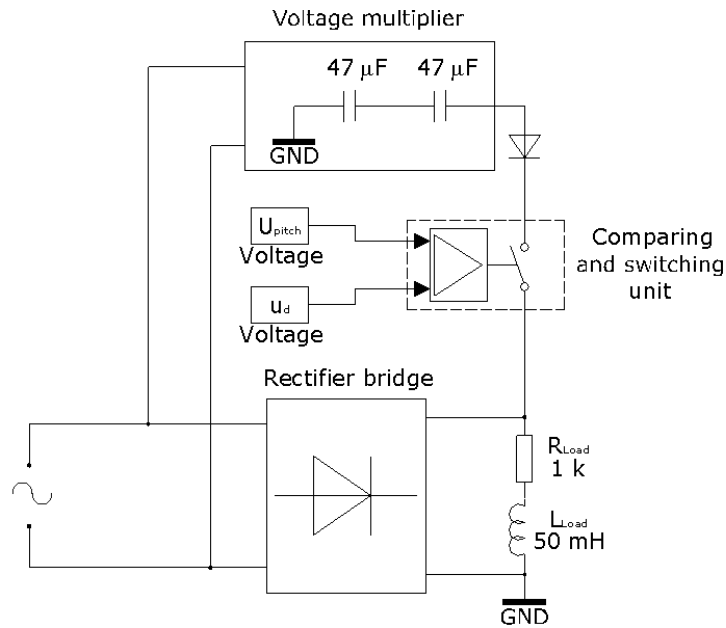 Voltage multiplier
47 μF 47 μF
GND
Upitch
Voltage
Comparing
and switching
unit
ud
Voltage
Rectifier bridge
RLoad
1 k
LLoad
50 mH
GND